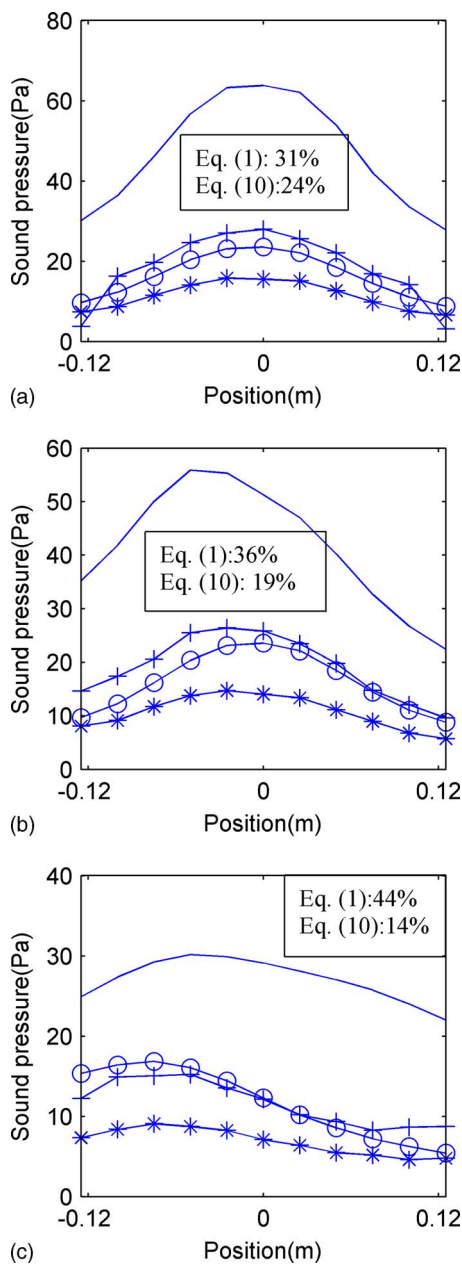 80
60
Sound pressure(Pa)
Eq. (1): 31%
Eq. (10):24%
40
20
0
-0.12 0 0.12
(a) Position(m)
60
50
Sound pressure(Pa)
40
Eq. (1):36%
Eq. (10): 19%
30
20
10
0
-0.12 0 0.12
(b) Position(m)
40
Eq. (1):44%
Eq. (10):14%
Sound pressure(Pa)
30
20
10
0
-0.12 0 0.12
(c) Position(m)